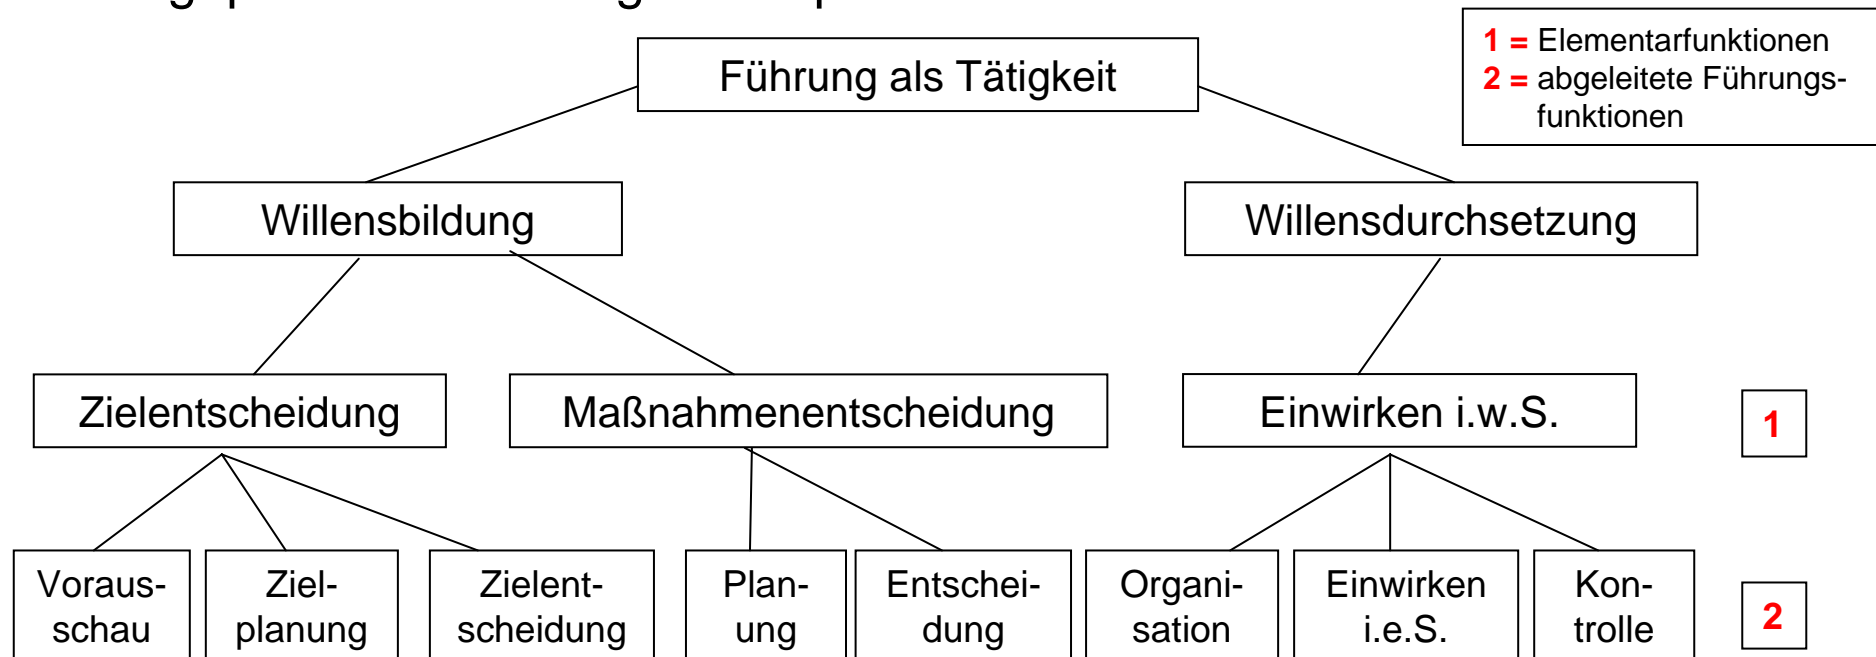 1 = Elementarfunktionen
2 = abgeleitete Führungs-
funktionen
Führung als Tätigkeit
Willensbildung
Willensdurchsetzung
Zielentscheidung
Maßnahmenentscheidung
Einwirken i.w.S.
1
Voraus-
schau
Ziel-
planung
Zielent-
scheidung
Plan-
ung
Entschei-
dung
Organi-
sation
Einwirken
i.e.S.
Kon-
trolle
2